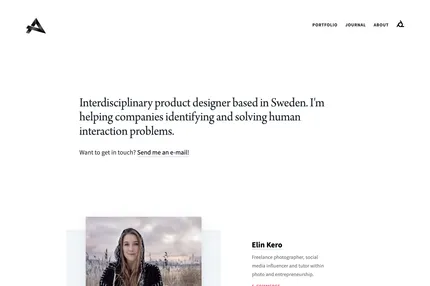 PORTFOLIO JOURNAL ABOUT
Interdisciplinary product designer based in Sweden. I'm
helping companies identifying and solving human
interaction problems.
Want to get in touch? Send me an e-mail!
Elin Kero
Freelance photographer, social
media influencer and tutor within
photo and entrepreneurship.